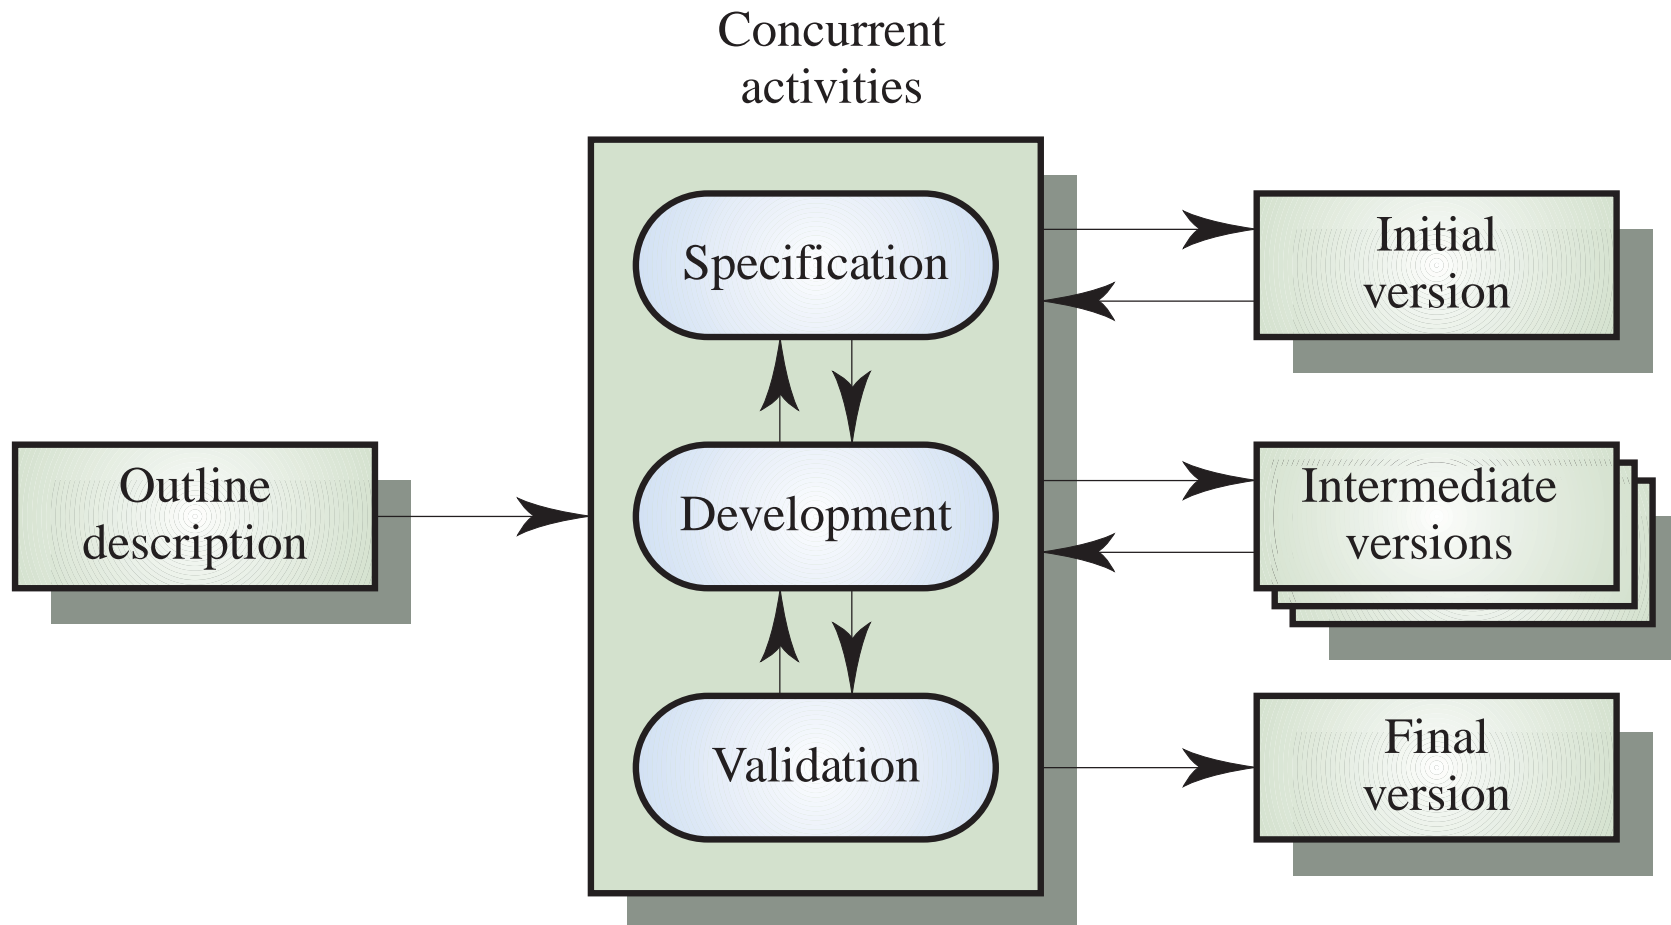 Concurrent
activities
Specification
Initial
version
Outline
description
Development
Intermediate
versions
Validation
Final
version